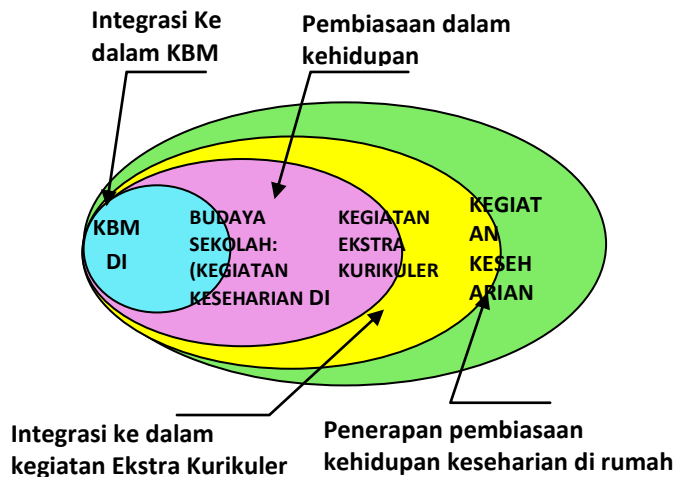 Integrasi Ke
dalam KBM
Pembiasaan dalam
kehidupan
KBM
DI
BUDAYA
SEKOLAH:
(KEGIATAN
KESEHARIAN DI
KEGIATAN
EKSTRA
KURIKULER
KEGIAT
AN
KESEH
ARIAN
Integrasi ke dalam
kegiatan Ekstra Kurikuler
Penerapan pembiasaan
kehidupan keseharian di rumah